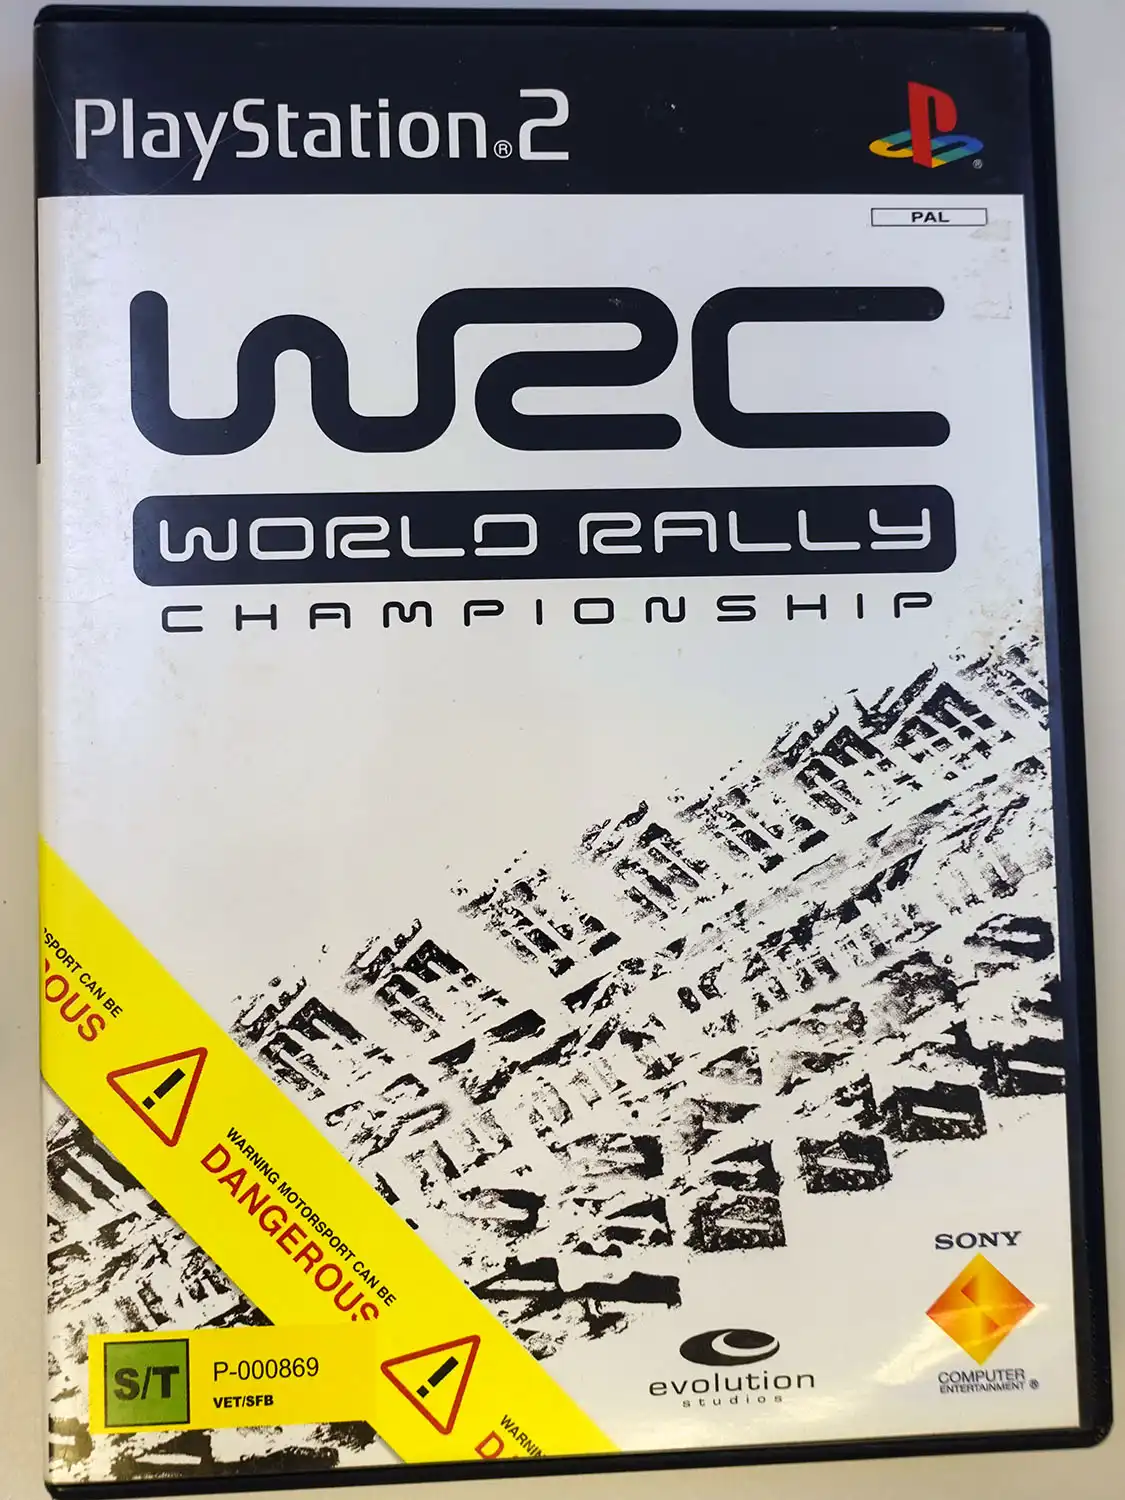 PlayStation®2
PAL
WRC
WORLD RALLY
CHAMPIONSHIP
SPORT CAN BE
OUS
!
WARNING MOTORSPORT CAN BE
DANGEROUS
!
WARNIN
D
S/T
P-000869
VET/SFB
evolution
studios
SONY
COMPUTER
ENTERTAINMENT®